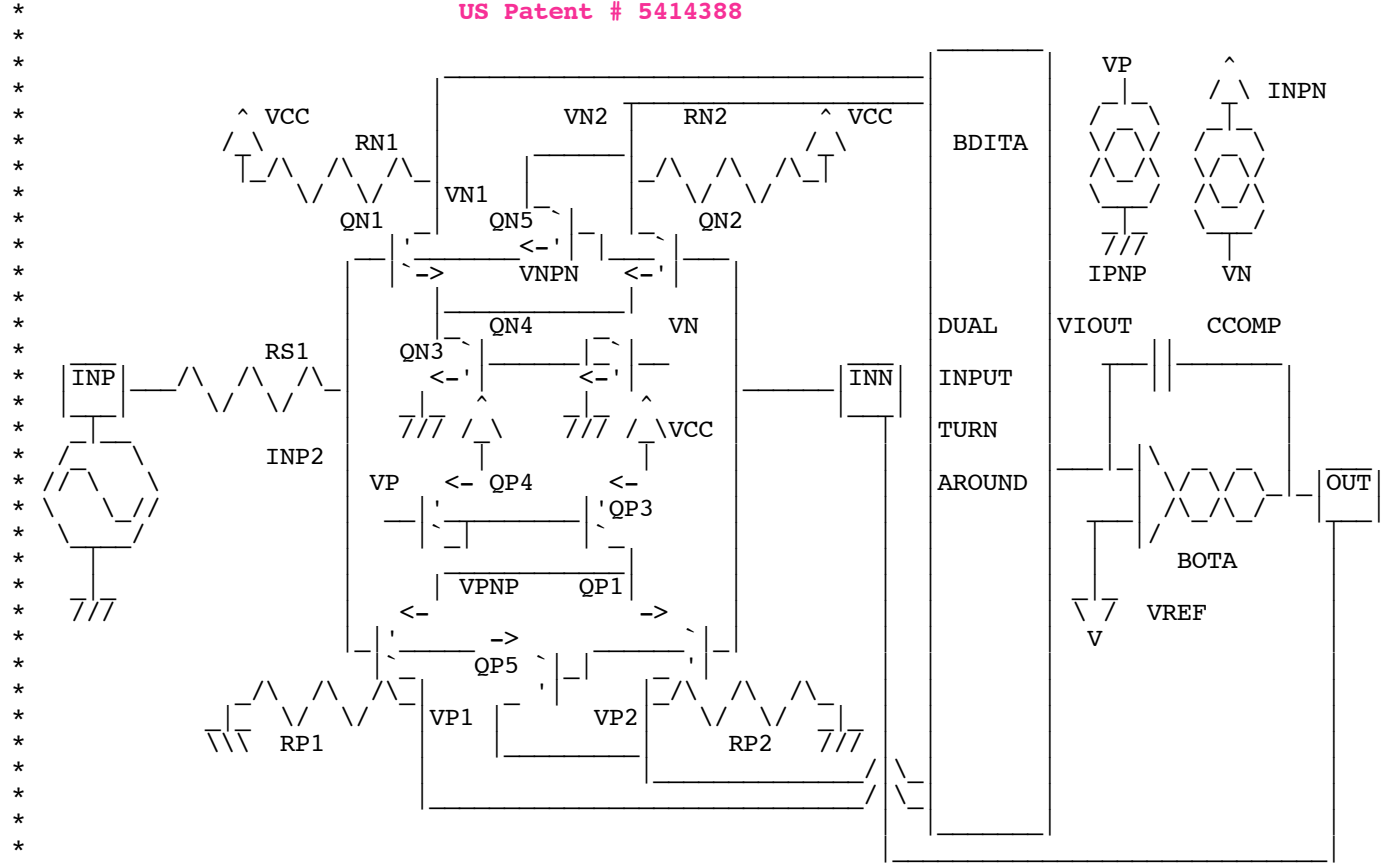 US Patent # 5414388
VP
INPN
VCC VN2 RN2 VCC
RN1 BDITA
VN1
QN1 QN5 QN2
VNPN IPNP VN
QN4 VN DUAL VIOUT CCOMP
QN3
RS1
INP INN INPUT
VCC TURN
INP2
VP QP4 AROUND OUT
QP3
BOTA
VPNP QP1
VREF
V
QP5
VP1 VP2
RP1 RP2